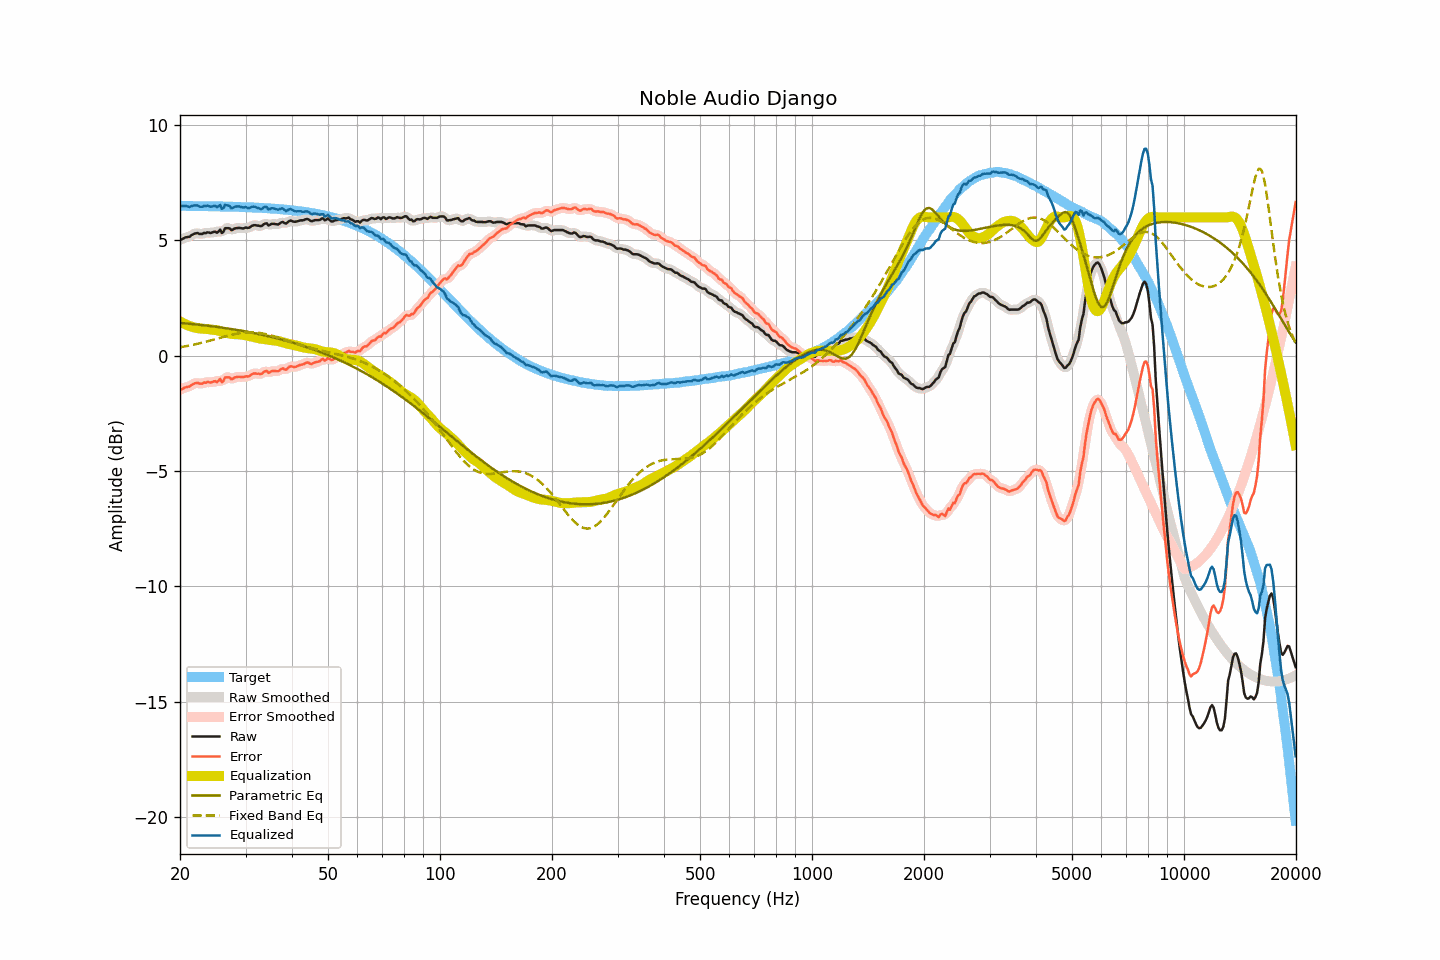 Noble Audio Django
Amplitude (dBr)
10
5
0
−5
−10
−15
−20
Target
Raw Smoothed
Error Smoothed
Raw
Error
Equalization
Parametric Eq
Fixed Band Eq
Equalized
20 50 100 200 500 1000 2000 5000 10000 20000
Frequency (Hz)